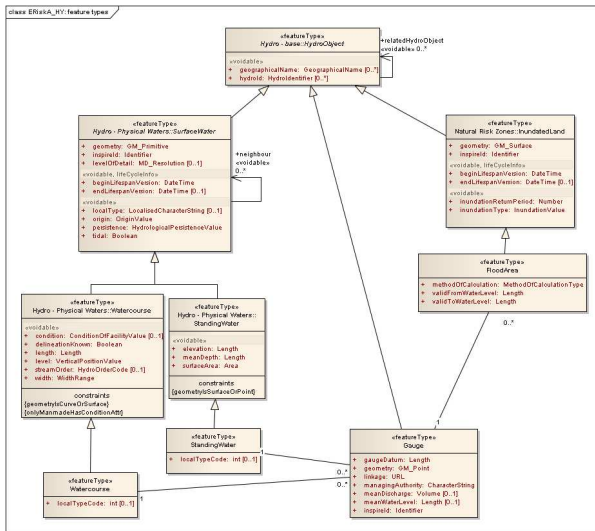 class ERiskA_HY: feature types
«featureType»
Hydro - base::HydroObject
«voidable»
+ geographicalName: GeographicalName [0..*]
+ hydroId: HydroIdentifier [0..*]
+relatedHydroObject
«voidable» 0..*
«featureType»
Hydro - Physical Waters::SurfaceWater
+ geometry: GM_Primitive
+ inspireId: Identifier
+ levelOfDetail: MD_Resolution [0..1]
«voidable, lifeCycleInfo»
+ beginLifespanVersion: DateTime
+ endLifespanVersion: DateTime [0..1]
«voidable»
+ localType: LocalisedCharacterString [0..1]
+ origin: OriginValue
+ persistence: HydrologicalPersistenceValue
+ tidal: Boolean
+neighbour
«voidable»
0..*
«featureType»
Natural Risk Zones::InundatedLand
+ geometry: GM_Surface
+ inspireId: Identifier
«voidable, lifeCycleInfo»
+ beginLifespanVersion: DateTime
+ endLifespanVersion: DateTime [0..1]
«voidable»
+ inundationReturnPeriod: Number
+ inundationType: InundationValue
«featureType»
FloodArea
+ methodOfCalculation: MethodOfCalculationType
+ validFromWaterLevel: Length
+ validToWaterLevel: Length
0..*
«featureType»
Hydro - Physical Waters::Watercourse
«voidable»
+ condition: ConditionOfFacilityValue [0..1]
+ delineationKnown: Boolean
+ length: Length
+ level: VerticalPositionValue
+ streamOrder: HydroOrderCode [0..1]
+ width: WidthRange
constraints
{geometryIsCurveOrSurface}
{onlyManmadeHasConditionAttr}
«featureType»
Hydro - Physical Waters::
StandingWater
«voidable»
+ elevation: Length
+ meanDepth: Length
+ surfaceArea: Area
constraints
{geometryIsSurfaceOrPoint}
«featureType»
StandingWater
+ localTypeCode: int [0..1]
1
«featureType»
Watercourse
+ localTypeCode: int [0..1]
1
0..*
0..*
1
«featureType»
Gauge
+ gaugeDatum: Length
+ geometry: GM_Point
+ linkage: URL
+ managingAuthority: CharacterString
+ meanDischarge: Volume [0..1]
+ meanWaterLevel: Length [0..1]
+ inspireId: Identifier